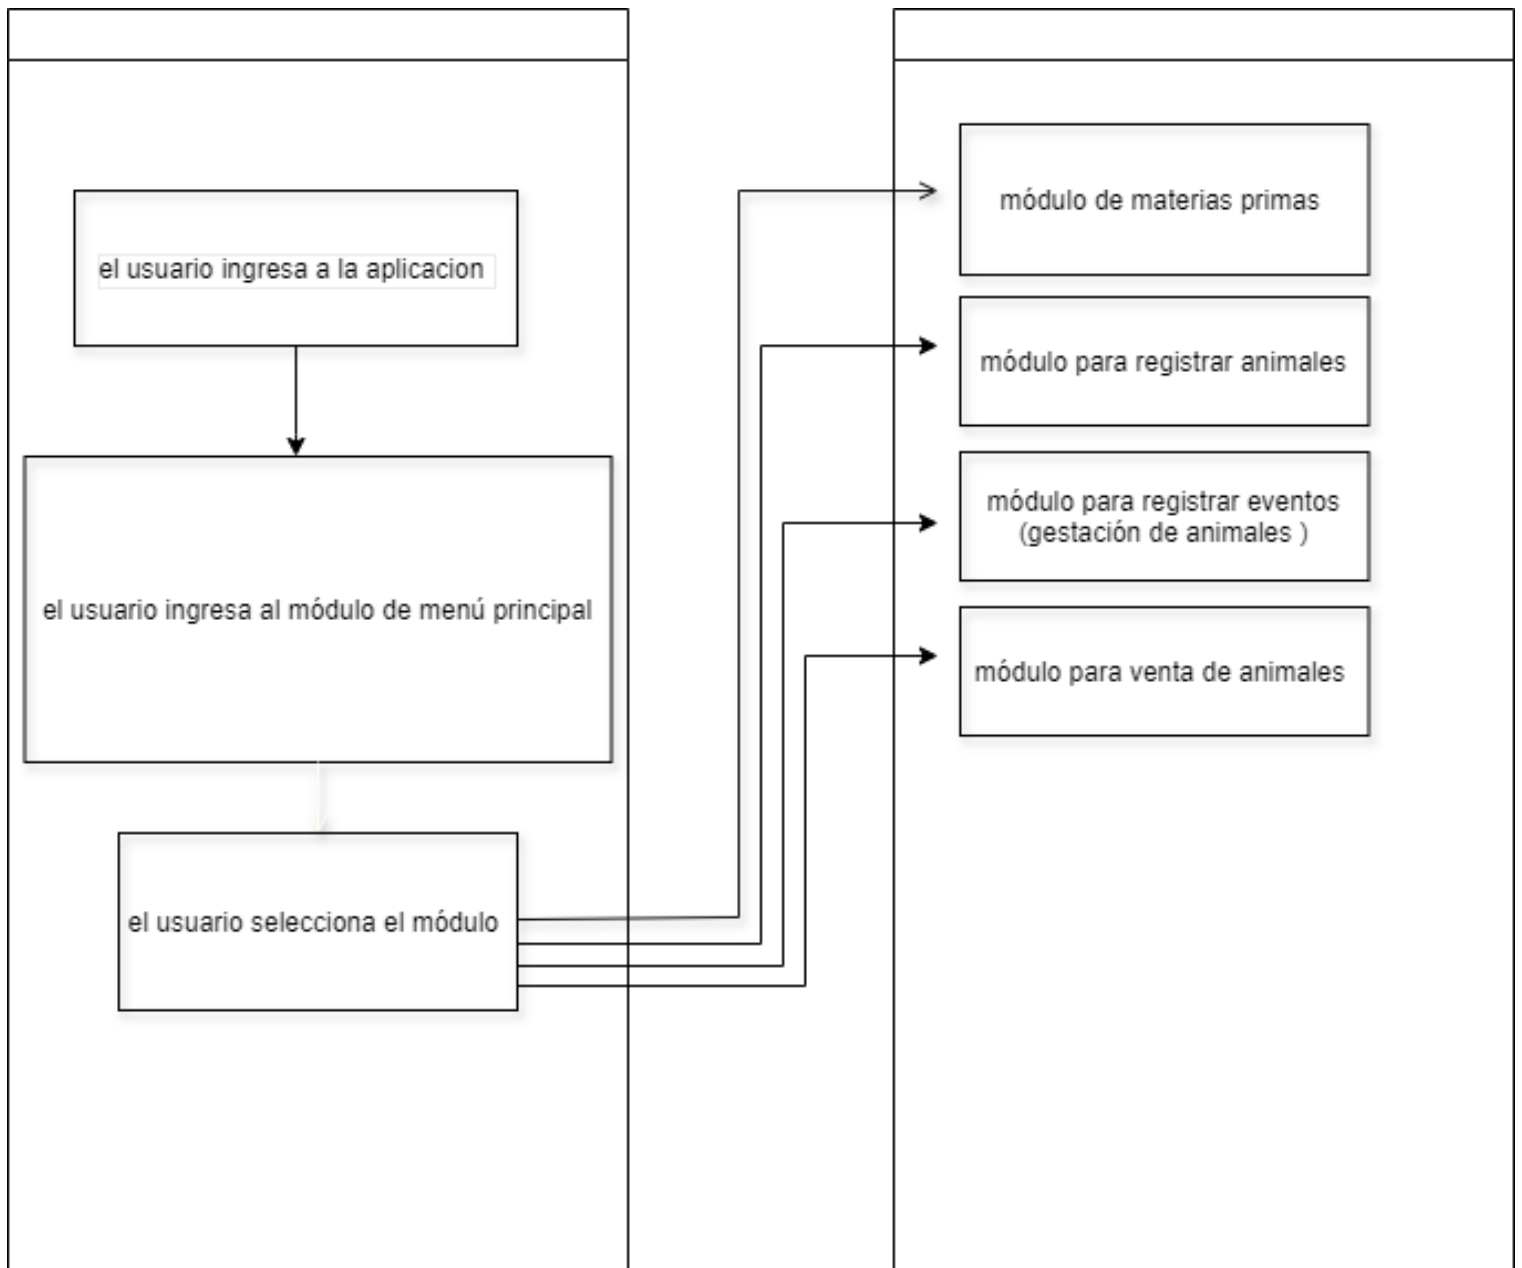 el usuario ingresa a la aplicacion
el usuario ingresa al módulo de menú principal
el usuario selecciona el módulo
módulo de materias primas
módulo para registrar animales
módulo para registrar eventos
(gestación de animales )
módulo para venta de animales